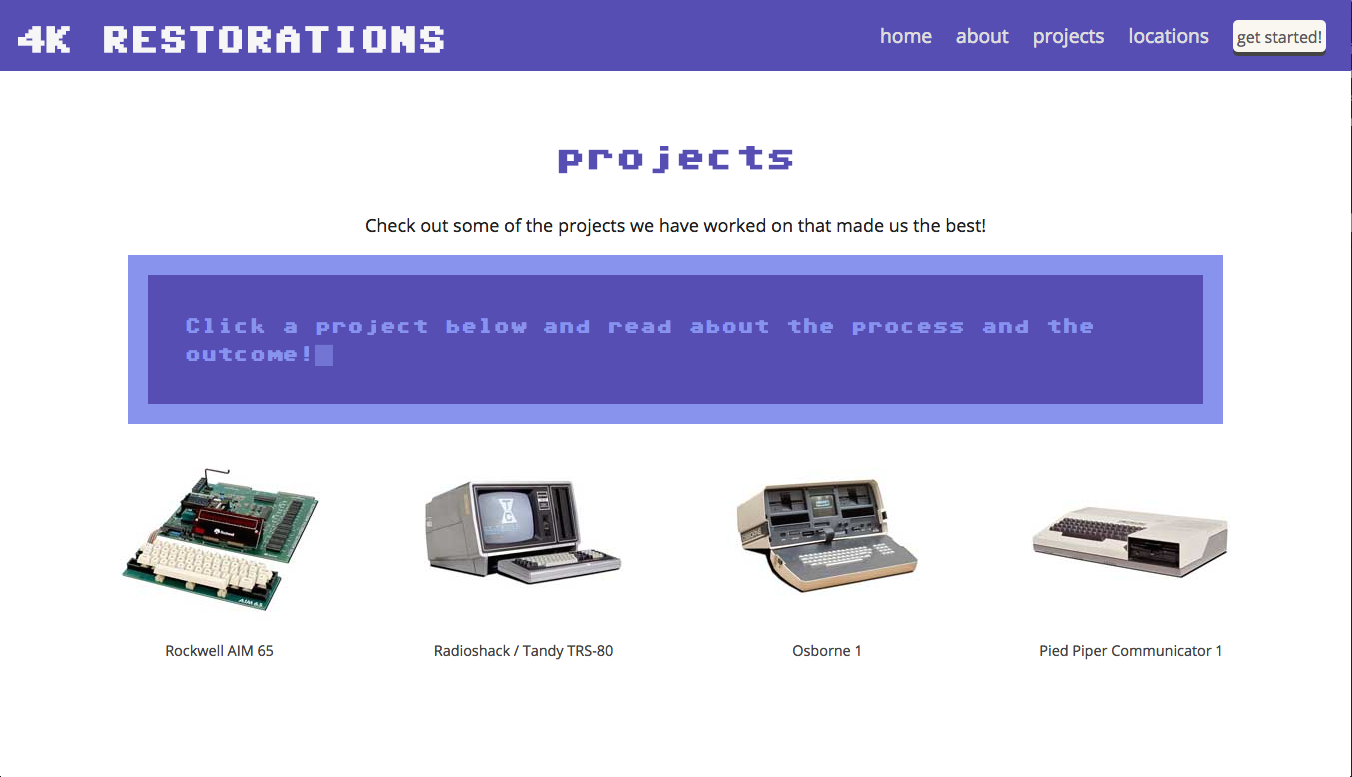 4K RESTORATIONS
home about projects locations get started!
projects
Check out some of the projects we have worked on that made us the best!
Click a project below and read about the process and the
outcome!
Rockwell
AIM 65
Rockwell AIM 65
Radioshack / Tandy TRS-80
Osborne 1
Pied Piper Communicator 1